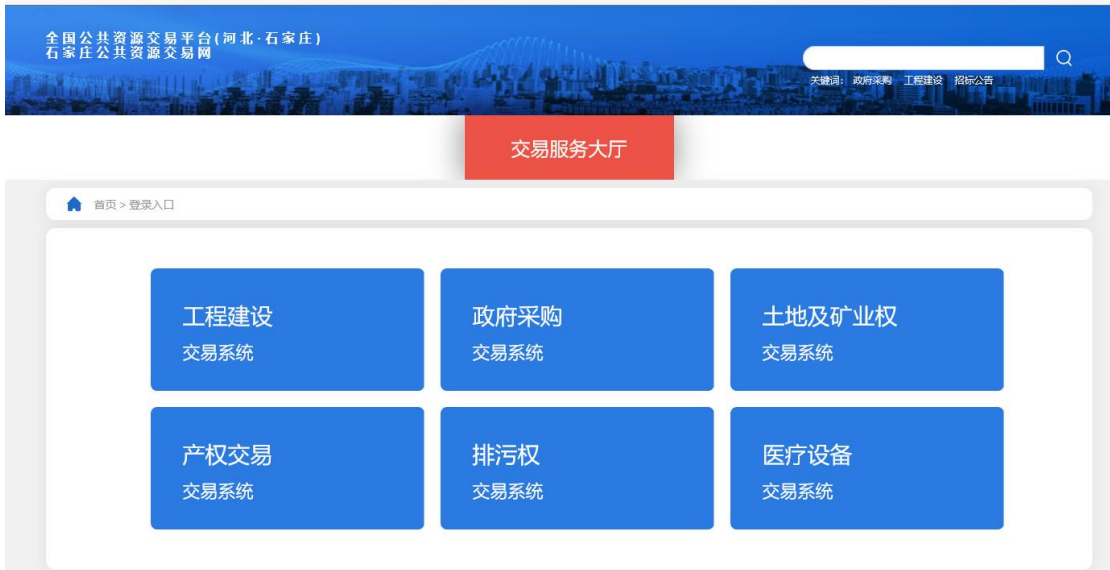 全国公共资源交易平台(河北·石家庄)
石家庄公共资源交易网
关键词: 政府采购 工程建设 招标公告
交易服务大厅
首页 > 登录入口
工程建设
交易系统
政府采购
交易系统
土地及矿业权
交易系统
产权交易
交易系统
排污权
交易系统
医疗设备
交易系统